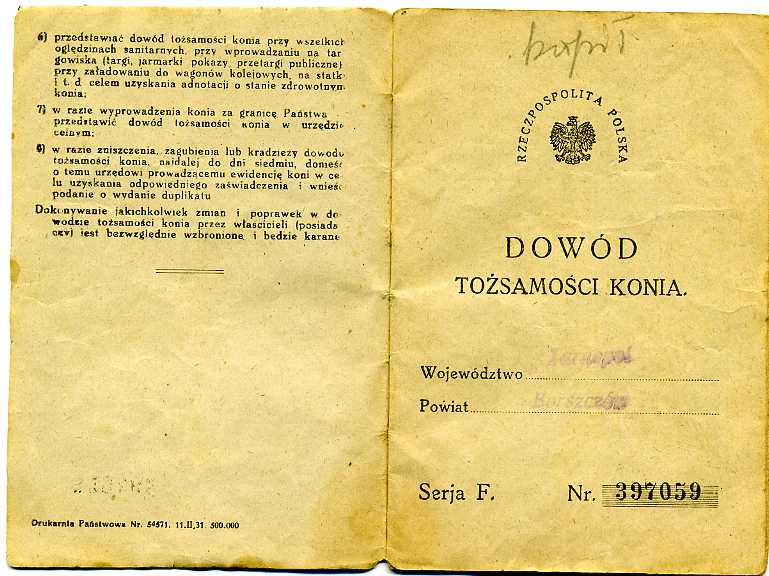 6) przedstawiać dowód tożsamości konia przy wszelkich
oględzinach sanitarnych, przy wprowadzaniu na tar
gowiska (targi, jarmarki pokazy, przetargi publiczne)
przy załadowaniu do wagonów kolejowych, na statk
i t. d celem uzyskania adnotacji o stanie zdrowotnym
konia;
7) w razie wyprowadzenia konia za granicę Państwa
przedstawić dowód tożsamości konia w urzędzie
celnym;
8) w razie zniszczenia, zagubienia lub kradzieży dowodu
tożsamości konia, najdalej do dni siedmiu, donieść
o temu urzędowi prowadzącemu ewidencję koni w ce
lu uzyskania odpowiedniego zaświadczenia i wnieść
podanie o wydanie duplikatu
Dokonywanie jakichkolwiek zmian i poprawek w do
wodzie tożsamości konia przez właścicieli (posiada
czy) jest bezwzględnie wzbronione, i będzie karane
Drukarnia Państwowa Nr. 54571. 11.II.31. 500.000
RZECZPOSPOLITA POLSKA
DOWÓD
TOŻSAMOŚCI KONIA.
Województwo Tarnopol
Powiat Borszczów
Serja F. Nr. 397059